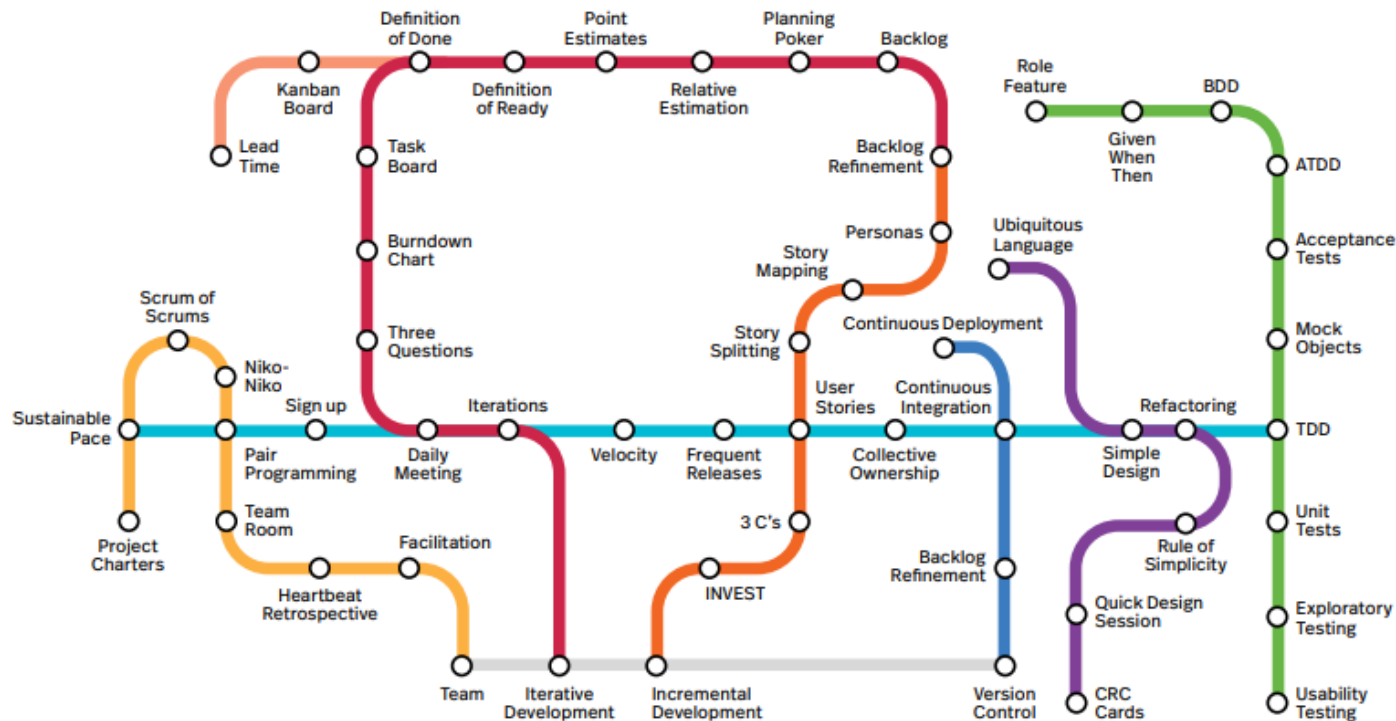 Definition
of Done
Point
Estimates
Planning
Poker
Backlog
Kanban
Board
Definition
of Ready
Relative
Estimation
Role
Feature
BDD
Given
When
Then
Lead
Time
Task
Board
Backlog
Refinement
ATDD
Burndown
Chart
Personas
Story
Mapping
Ubiquitous
Language
Acceptance
Tests
Scrum of
Scrums
Three
Questions
Story
Splitting
Continuous Deployment
Mock
Objects
Niko-
Niko
Sustainable
Pace
Sign up
Iterations
User
Stories
Continuous
Integration
Refactoring
TDD
Pair
Programming
Daily
Meeting
Velocity
Frequent
Releases
Collective
Ownership
Simple
Design
Project
Charters
Team
Room
Facilitation
3 C's
Unit
Tests
Heartbeat
Retrospective
INVEST
Backlog
Refinement
Rule of
Simplicity
Quick Design
Session
Exploratory
Testing
Team
Iterative
Development
Incremental
Development
Version
Control
CRC
Cards
Usability
Testing